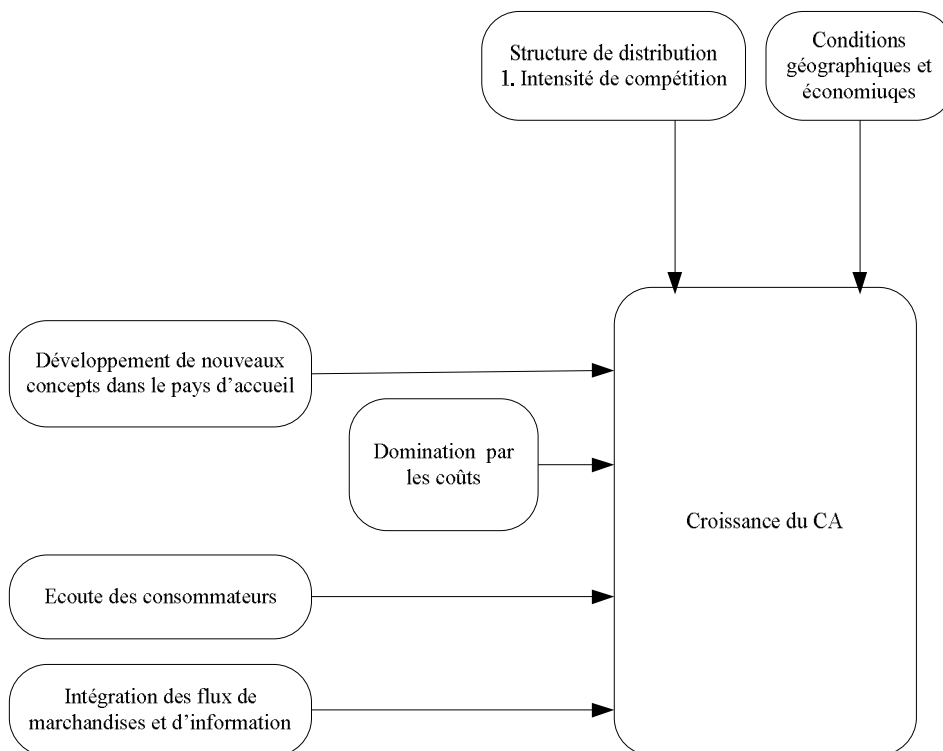 Structure de distribution
1. Intensité de compétition
Conditions
géographiques et
économiuqes
Développement de nouveaux
concepts dans le pays d’accueil
Domination par
les coûts
Croissance du CA
Ecoute des consommateurs
Intégration des flux de
marchandises et d’information